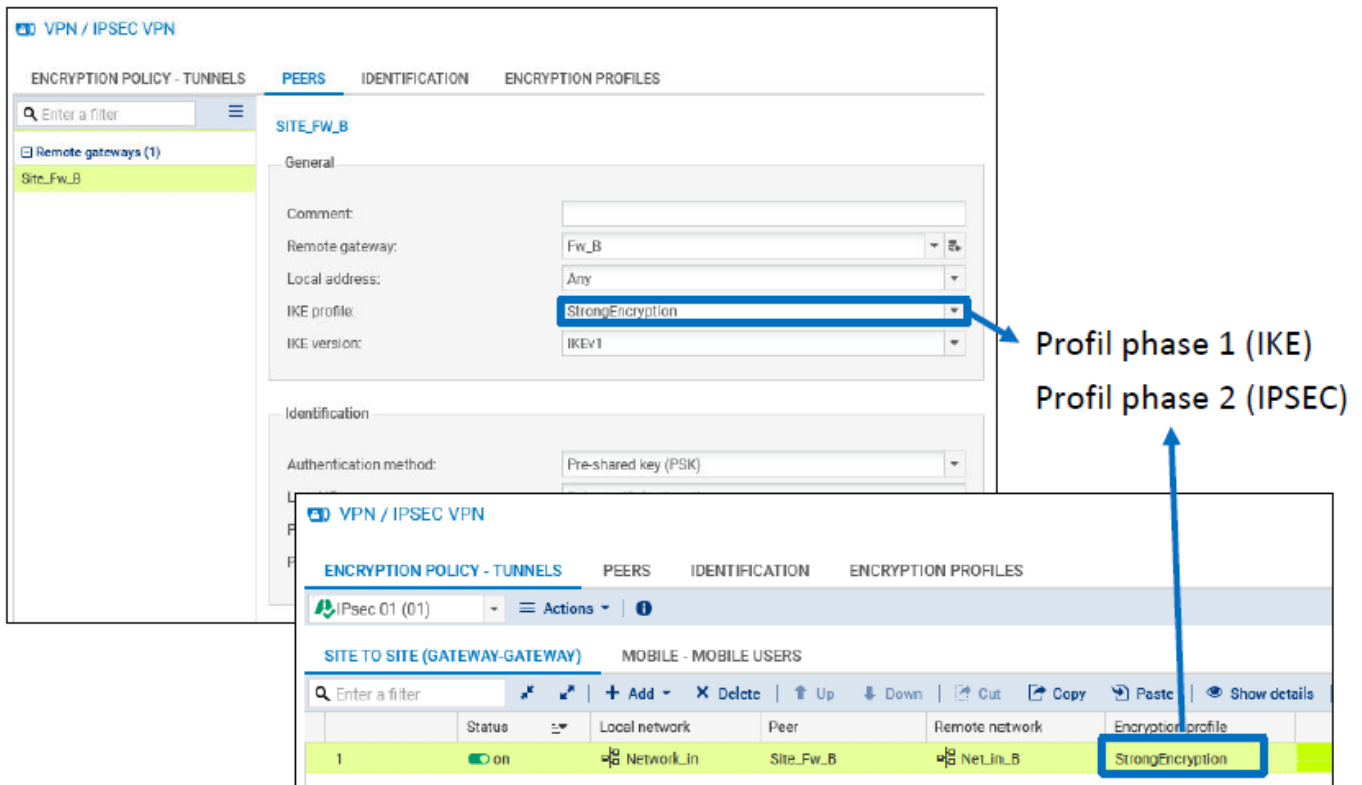 VPN / IPSEC VPN
ENCRYPTION POLICY - TUNNELS PEERS IDENTIFICATION ENCRYPTION PROFILES
Enter a filter
SITE_FW_B
Remote gateways (1)
General
Site_Fw_B
Comment:
Remote gateway: Fw_B
Local address: Any
IKE profile: StrongEncryption
IKE version: IKEv1
Profil phase 1 (IKE)
Profil phase 2 (IPSEC)
Identification
Authentication method: Pre-shared key (PSK)
VPN / IPSEC VPN
ENCRYPTION POLICY - TUNNELS PEERS IDENTIFICATION ENCRYPTION PROFILES
IPsec 01 (01) Actions
SITE TO SITE (GATEWAY-GATEWAY) MOBILE - MOBILE USERS
Enter a filter + Add Delete Up Down Cut Copy Paste Show details
Status Local network Peer Remote network Encryption profile
1 on Network_in Site_Fw_B Net_in_B StrongEncryption